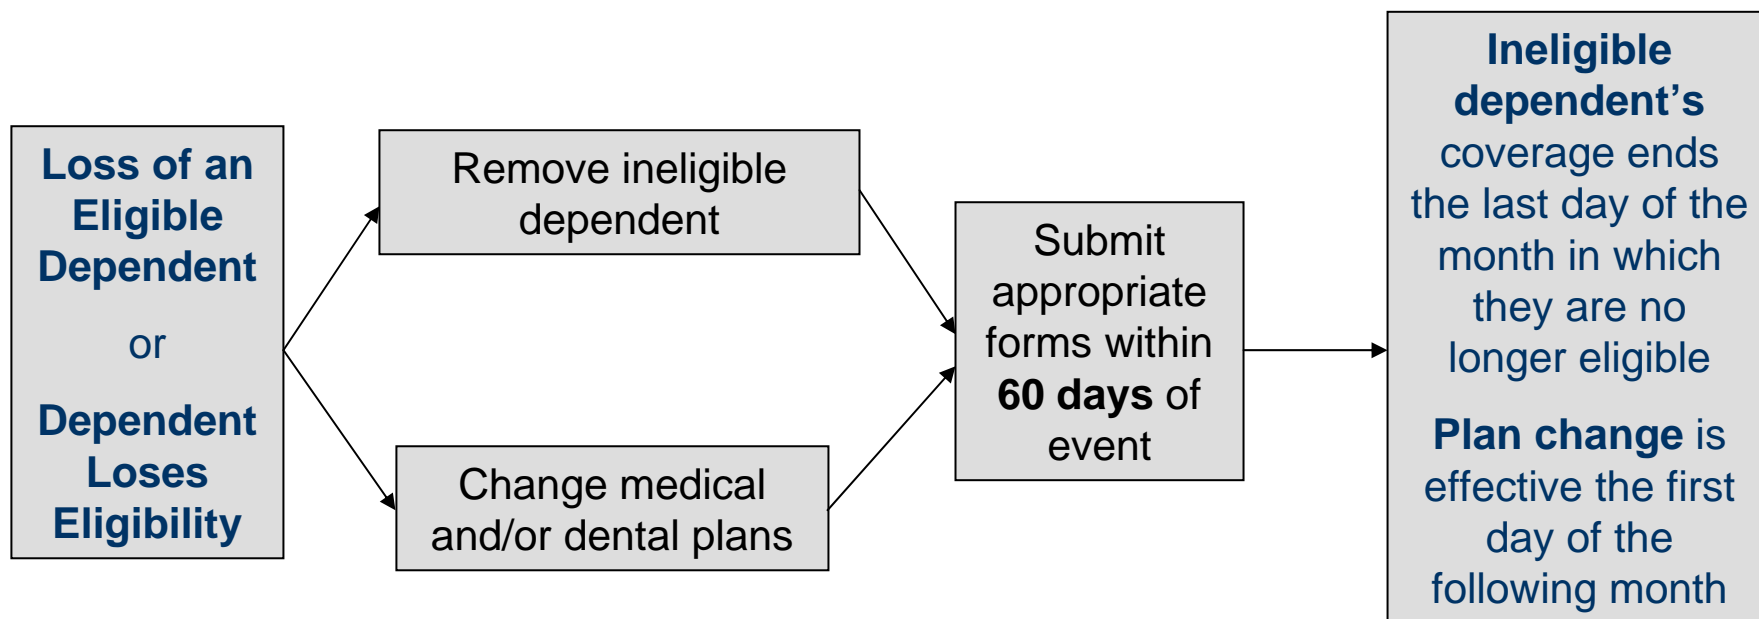 Loss of an
Eligible
Dependent
or
Dependent
Loses
Eligibility
Remove ineligible
dependent
Change medical
and/or dental plans
Submit
appropriate
forms within
60 days of
event
Ineligible
dependent’s
coverage ends
the last day of the
month in which
they are no
longer eligible
Plan change is
effective the first
day of the
following month